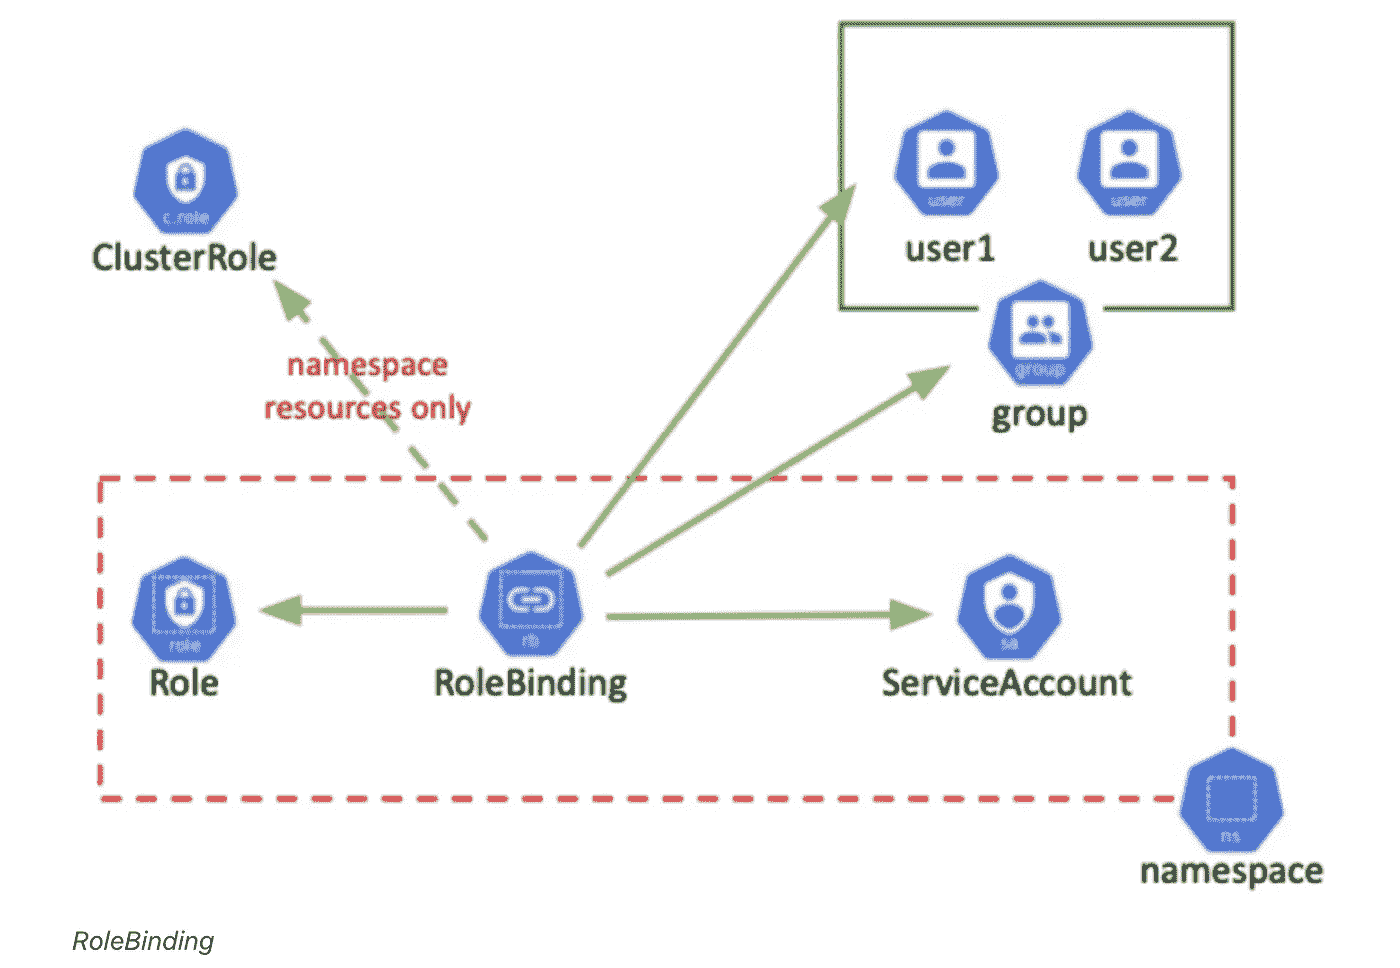 c.role
ClusterRole
user
user
user1
user2
group
group
namespace
resources only
role
Role
rb
RoleBinding
sa
ServiceAccount
ns
namespace
RoleBinding